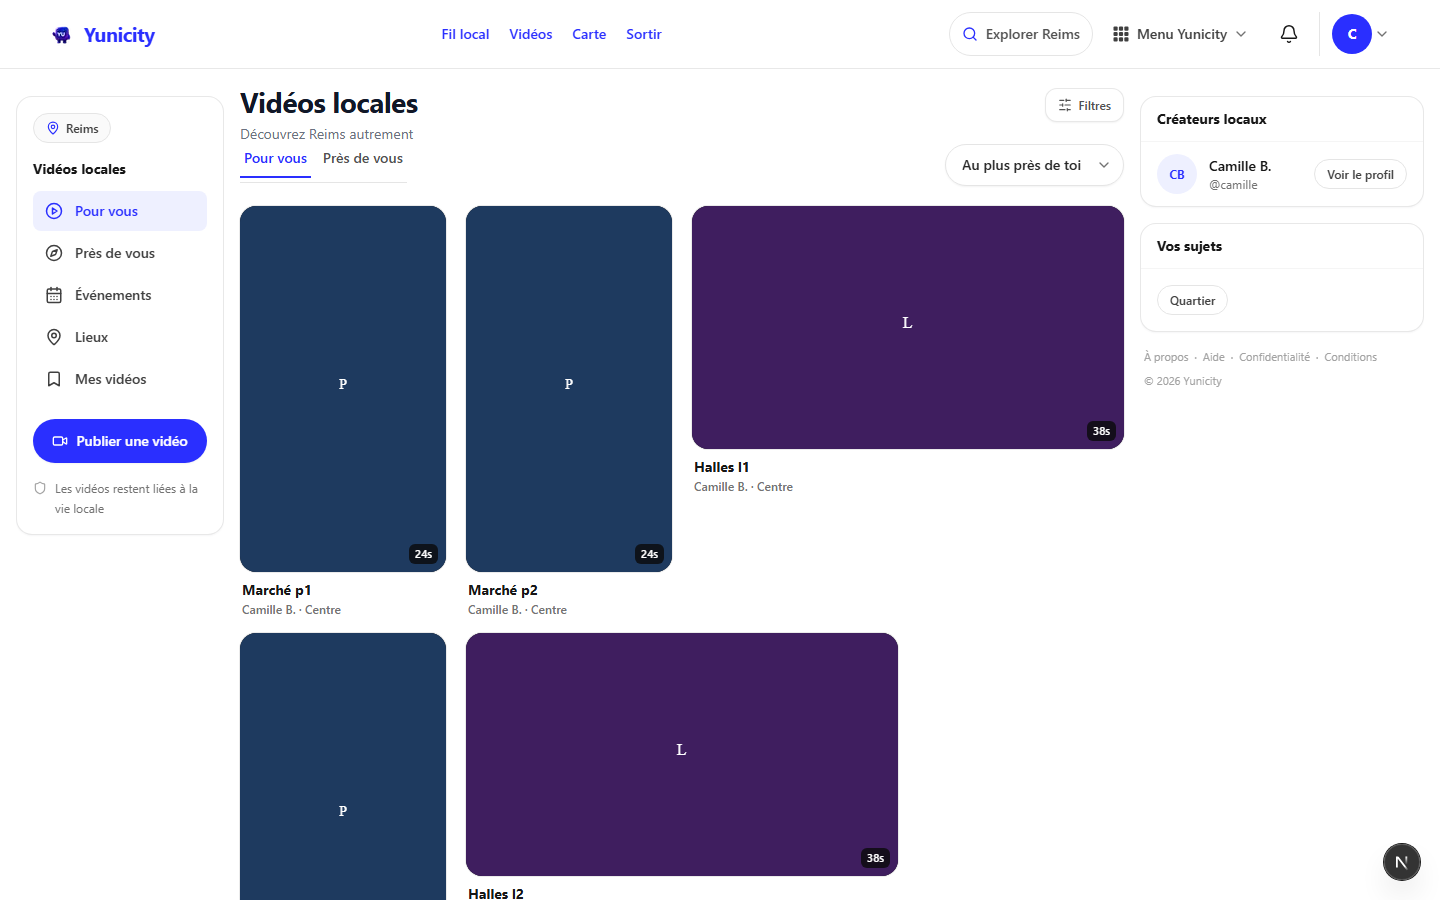 YU Yunicity
Fil local Vidéos Carte Sortir
Explorer Reims
Menu Yunicity
C
Reims
Vidéos locales
Pour vous
Près de vous
Événements
Lieux
Mes vidéos
Publier une vidéo
Les vidéos restent liées à la
vie locale
Vidéos locales
Découvrez Reims autrement
Pour vous Près de vous
Filtres
Au plus près de toi
P
24s
Marché p1
Camille B. · Centre
P
24s
Marché p2
Camille B. · Centre
L
38s
Halles l1
Camille B. · Centre
P
L
38s
Halles l2
Créateurs locaux
CB
Camille B.
@camille
Voir le profil
Vos sujets
Quartier
À propos · Aide · Confidentialité · Conditions
© 2026 Yunicity
N